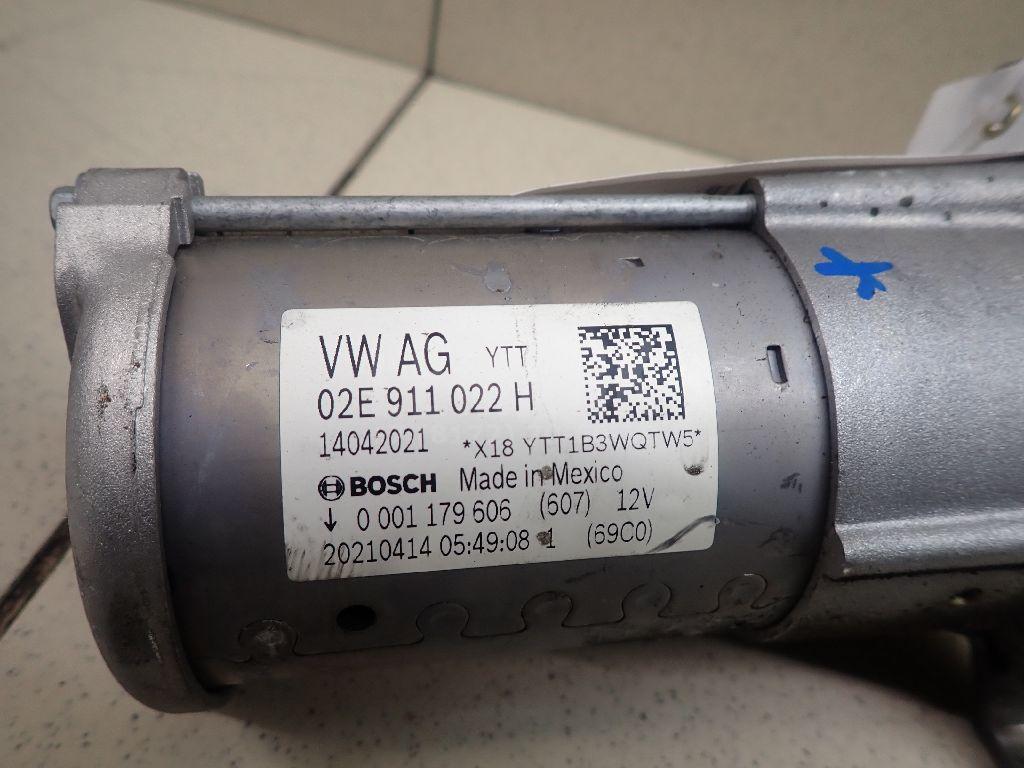 VW AG YTT
02E 911 022 H
14042021 *X18 YTT1B3WQTW5*
BOSCH Made in Mexico
↓ 0 001 179 606 (607) 12V
20210414 05:49:08 1 (69C0)